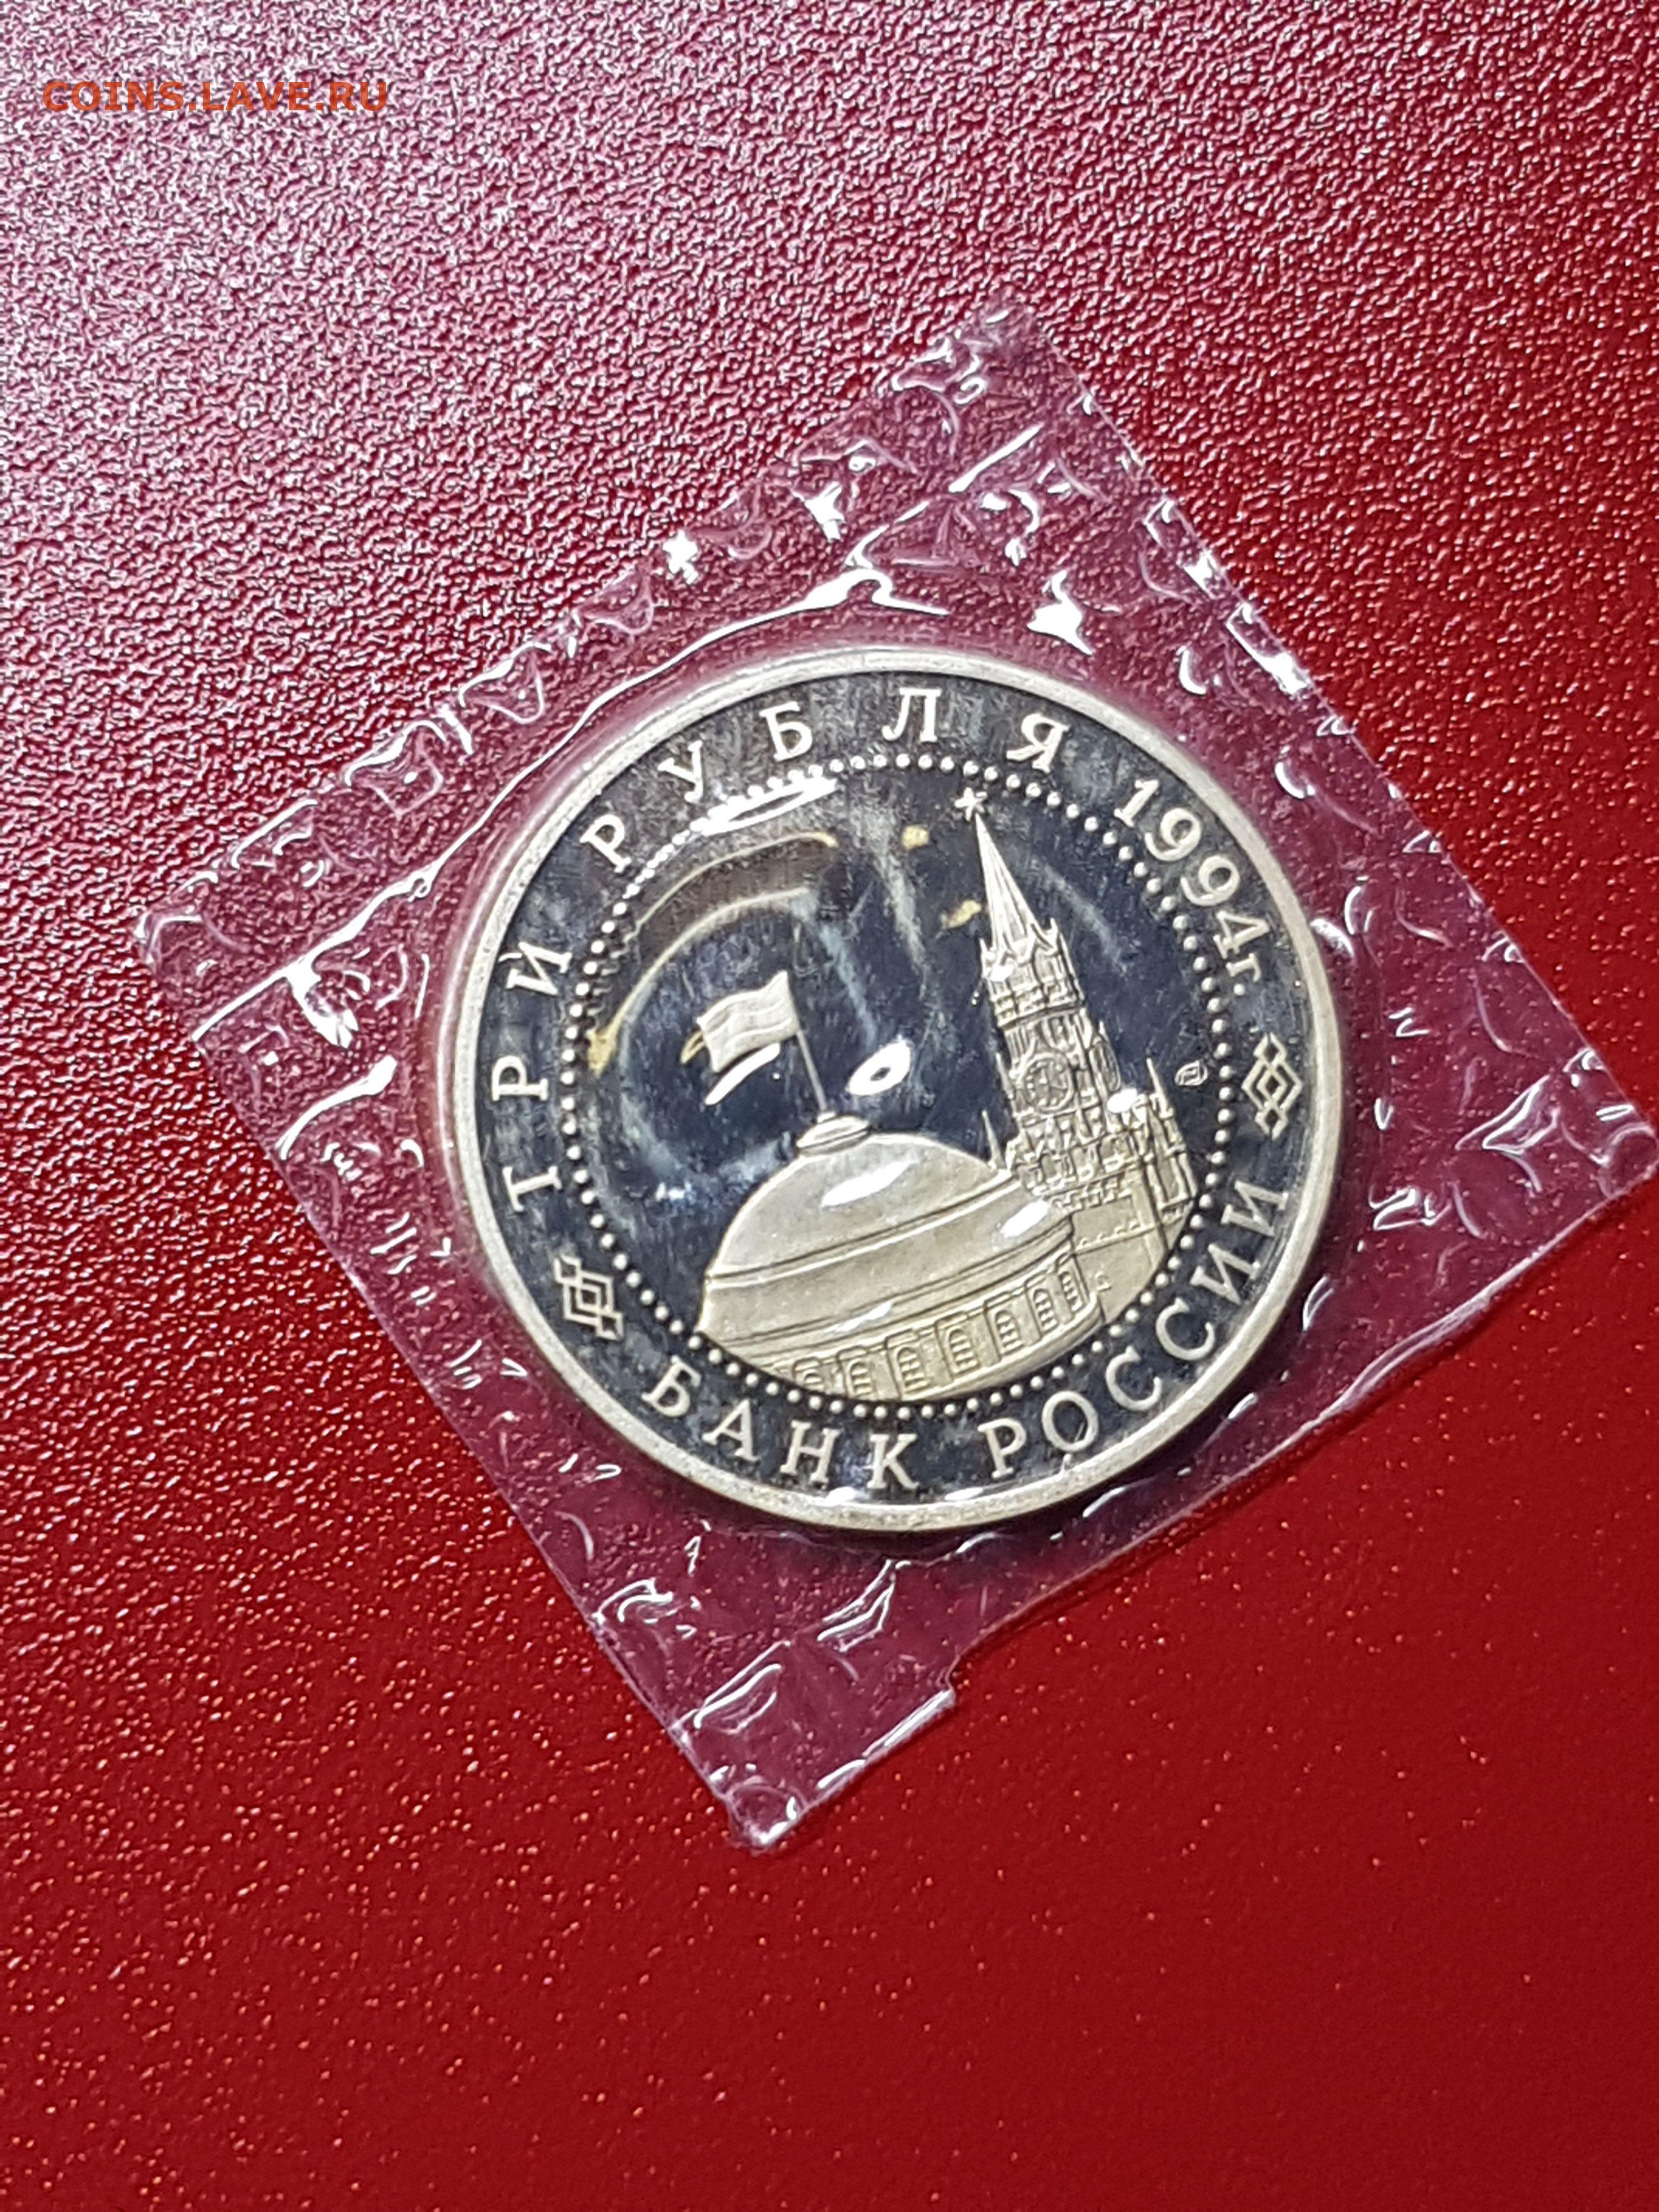 COINS.LAVE.RU
ТРИ РУБЛЯ 1994г.
БАНК РОССИИ